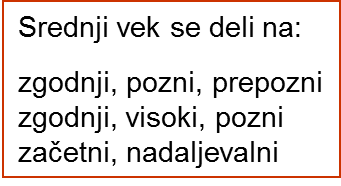 Srednji vek se deli na:
zgodnji, pozni, prepozni
zgodnji, visoki, pozni
začetni, nadaljevalni